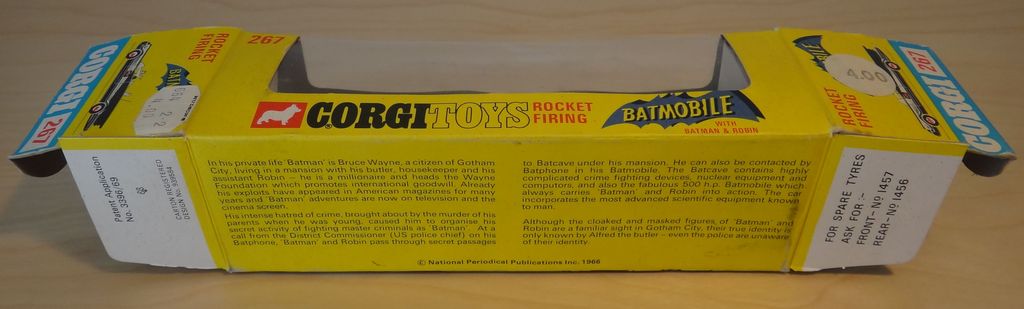 CORGI 267
ROCKET
FIRING
BAT
4.00
22
267
CORGI TOYS
ROCKET
FIRING
BATMOBILE
WITH
BATMAN & ROBIN
4.00
ROCKET
FIRING
CORGI 267
Patent Application
No. 3396/69
CARTON REGISTERED
In his private life 'Batman' is Bruce Wayne, a citizen of Gotham
City, living in a mansion with his butler, housekeeper and his
assistant Robin – he is a millionaire and heads the Wayne
Foundation which promotes international goodwill. Already
his exploits have appeared in American magazines for many
years and 'Batman' adventures are now on television and the
cinema screen.
His intense hatred of crime, brought about by the murder of his
parents when he was young, caused him to organise his
secret activity of fighting master criminals as 'Batman'. At a
call from the District Commissioner (US police chief) on his
Batphone, 'Batman' and Robin pass through secret passages
to Batcave under his mansion. He can also be contacted by
Batphone in his Batmobile. The Batcave contains highly
complicated crime fighting devices, nuclear equipment and
computors, and also the fabulous 500 h.p. Batmobile which
always carries 'Batman' and Robin into action. The car
incorporates the most advanced scientific equipment known
to man.
Although the cloaked and masked figures of 'Batman' and
Robin are a familiar sight in Gotham City, their true identity is
only known by Alfred the butler – even the police are unaware
of their identity.
© National Periodical Publications Inc. 1966
FOR SPARE TYRES
ASK FOR :-
FRONT - No 1457
REAR - No 1456